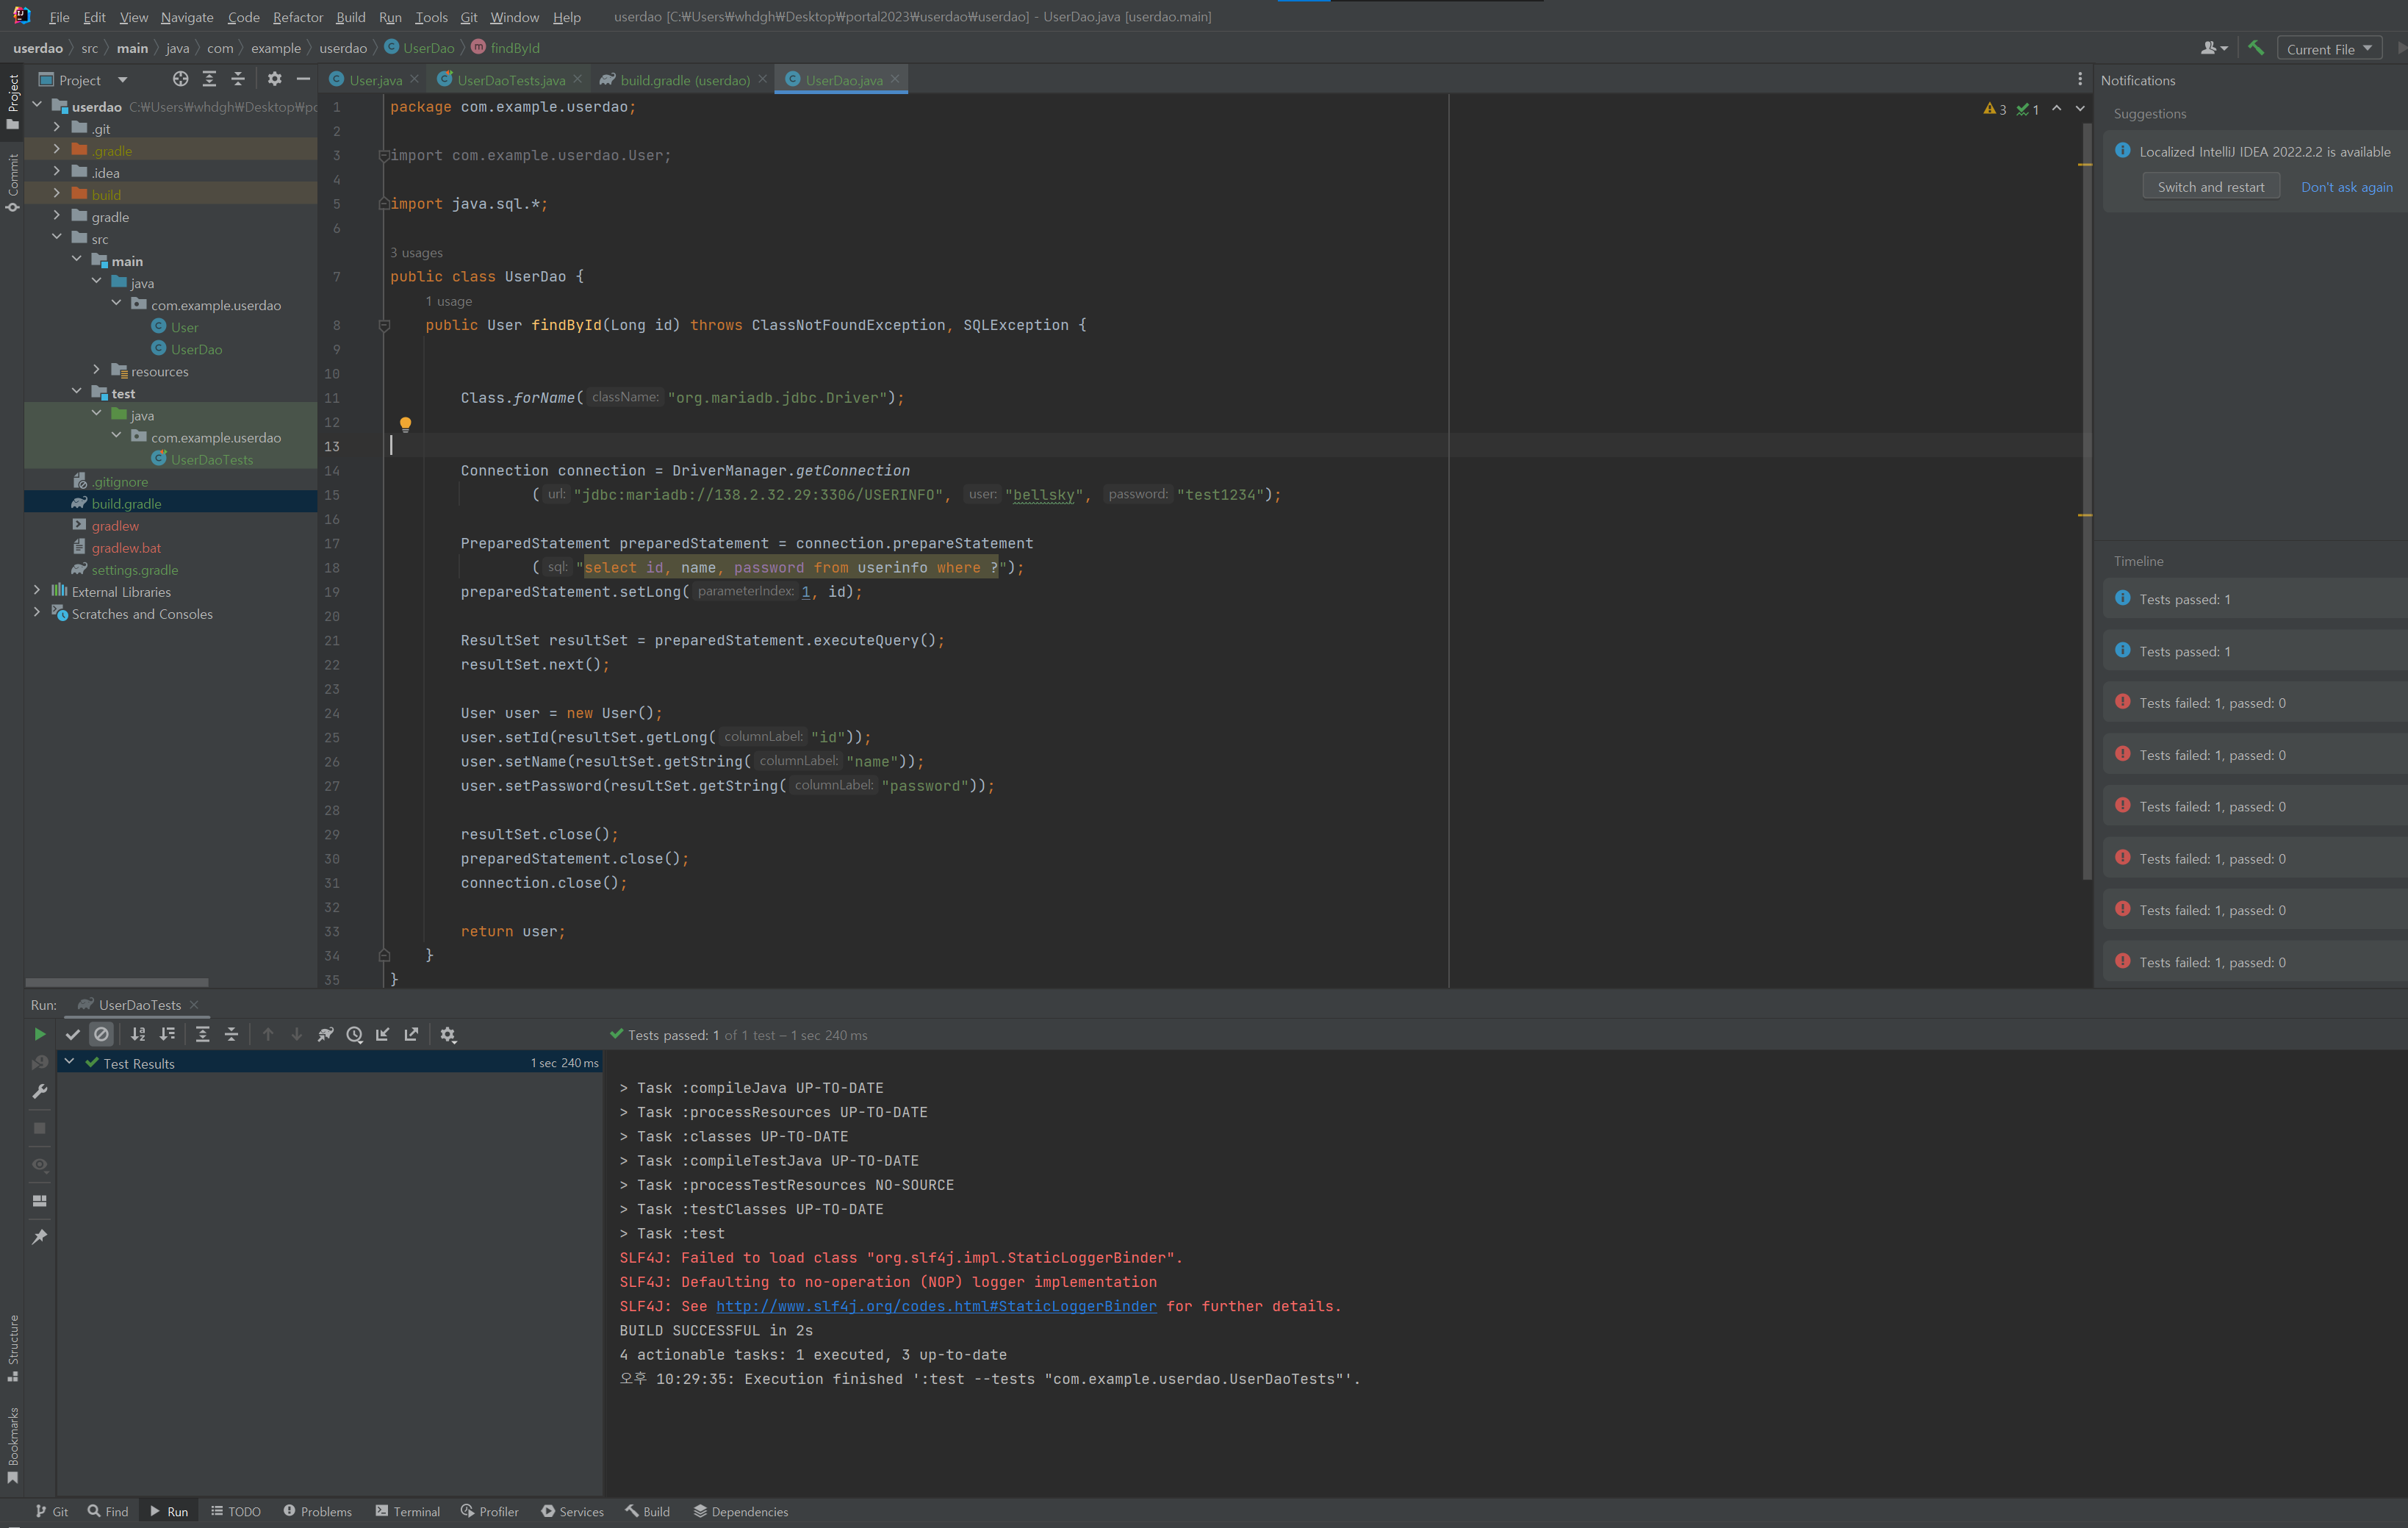 File Edit View Navigate Code Refactor Build Run Tools Git Window Help userdao [C:₩Users₩whdgh₩Desktop₩portal2023₩userdao₩userdao] - UserDao.java [userdao.main]
userdao src main java com example userdao UserDao findById Current File
Project
Commit
Structure
Bookmarks
Project
userdao C:₩Users₩whdgh₩Desktop₩po
.git
.gradle
.idea
build
gradle
src
main
java
com.example.userdao
User
UserDao
resources
test
java
com.example.userdao
UserDaoTests
.gitignore
build.gradle
gradlew
gradlew.bat
settings.gradle
External Libraries
Scratches and Consoles
User.java UserDaoTests.java build.gradle (userdao) UserDao.java
3 1
1 package com.example.userdao;
2
3 import com.example.userdao.User;
4
5 import java.sql.*;
6
3 usages
7 public class UserDao {
1 usage
8 public User findById(Long id) throws ClassNotFoundException, SQLException {
9
10
11 Class.forName( className: "org.mariadb.jdbc.Driver");
12
13
14 Connection connection = DriverManager.getConnection
15 ( url: "jdbc:mariadb://138.2.32.29:3306/USERINFO", user: "bellsky", password: "test1234");
16
17 PreparedStatement preparedStatement = connection.prepareStatement
18 ( sql: "select id, name, password from userinfo where ?");
19 preparedStatement.setLong( parameterIndex: 1, id);
20
21 ResultSet resultSet = preparedStatement.executeQuery();
22 resultSet.next();
23
24 User user = new User();
25 user.setId(resultSet.getLong( columnLabel: "id"));
26 user.setName(resultSet.getString( columnLabel: "name"));
27 user.setPassword(resultSet.getString( columnLabel: "password"));
28
29 resultSet.close();
30 preparedStatement.close();
31 connection.close();
32
33 return user;
34 }
35 }
Notifications
Suggestions
Localized IntelliJ IDEA 2022.2.2 is available
Switch and restart Don't ask again
Timeline
Tests passed: 1
Tests passed: 1
Tests failed: 1, passed: 0
Tests failed: 1, passed: 0
Tests failed: 1, passed: 0
Tests failed: 1, passed: 0
Tests failed: 1, passed: 0
Tests failed: 1, passed: 0
Run: UserDaoTests
Tests passed: 1 of 1 test – 1 sec 240 ms
Test Results 1 sec 240 ms
> Task :compileJava UP-TO-DATE
> Task :processResources UP-TO-DATE
> Task :classes UP-TO-DATE
> Task :compileTestJava UP-TO-DATE
> Task :processTestResources NO-SOURCE
> Task :testClasses UP-TO-DATE
> Task :test
SLF4J: Failed to load class "org.slf4j.impl.StaticLoggerBinder".
SLF4J: Defaulting to no-operation (NOP) logger implementation
SLF4J: See http://www.slf4j.org/codes.html#StaticLoggerBinder for further details.
BUILD SUCCESSFUL in 2s
4 actionable tasks: 1 executed, 3 up-to-date
오후 10:29:35: Execution finished ':test --tests "com.example.userdao.UserDaoTests"'.
Git Find Run TODO Problems Terminal Profiler Services Build Dependencies